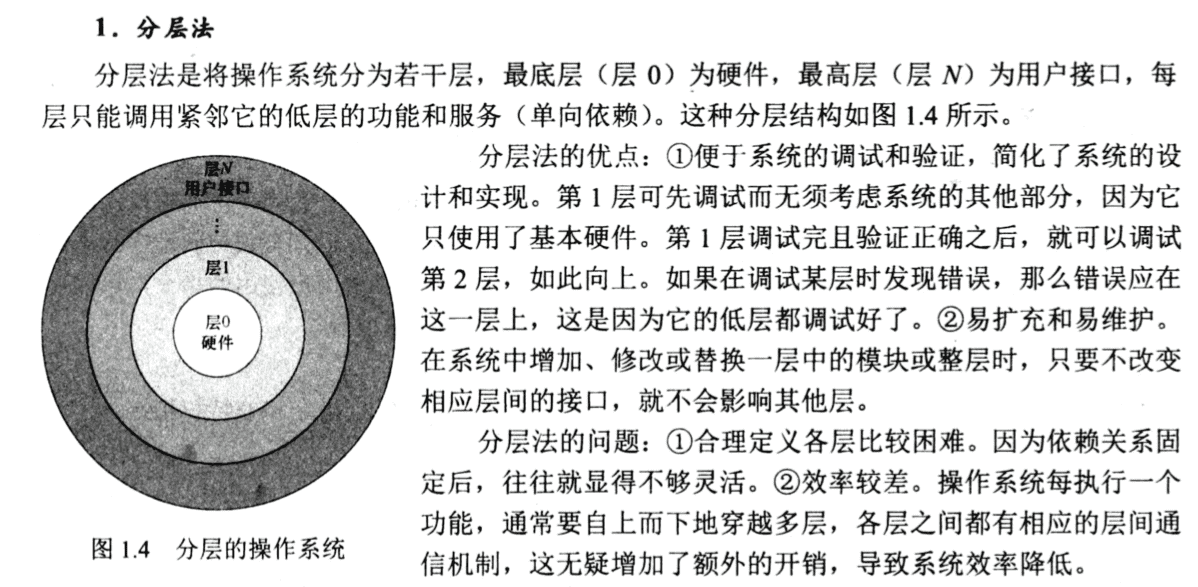 1. 分层法
分层法是将操作系统分为若干层，最底层（层 0）为硬件，最高层（层 N）为用户接口，每
层只能调用紧邻它的低层的功能和服务（单向依赖）。这种分层结构如图 1.4 所示。
层N
用户接口
⋮
层1
层0
硬件
图 1.4 分层的操作系统
分层法的优点：①便于系统的调试和验证，简化了系统的设
计和实现。第 1 层可先调试而无须考虑系统的其他部分，因为它
只使用了基本硬件。第 1 层调试完且验证正确之后，就可以调试
第 2 层，如此向上。如果在调试某层时发现错误，那么错误应在
这一层上，这是因为它的低层都调试好了。②易扩充和易维护。
在系统中增加、修改或替换一层中的模块或整层时，只要不改变
相应层间的接口，就不会影响其他层。
分层法的问题：①合理定义各层比较困难。因为依赖关系固
定后，往往就显得不够灵活。②效率较差。操作系统每执行一个
功能，通常要自上而下地穿越多层，各层之间都有相应的层间通
信机制，这无疑增加了额外的开销，导致系统效率降低。